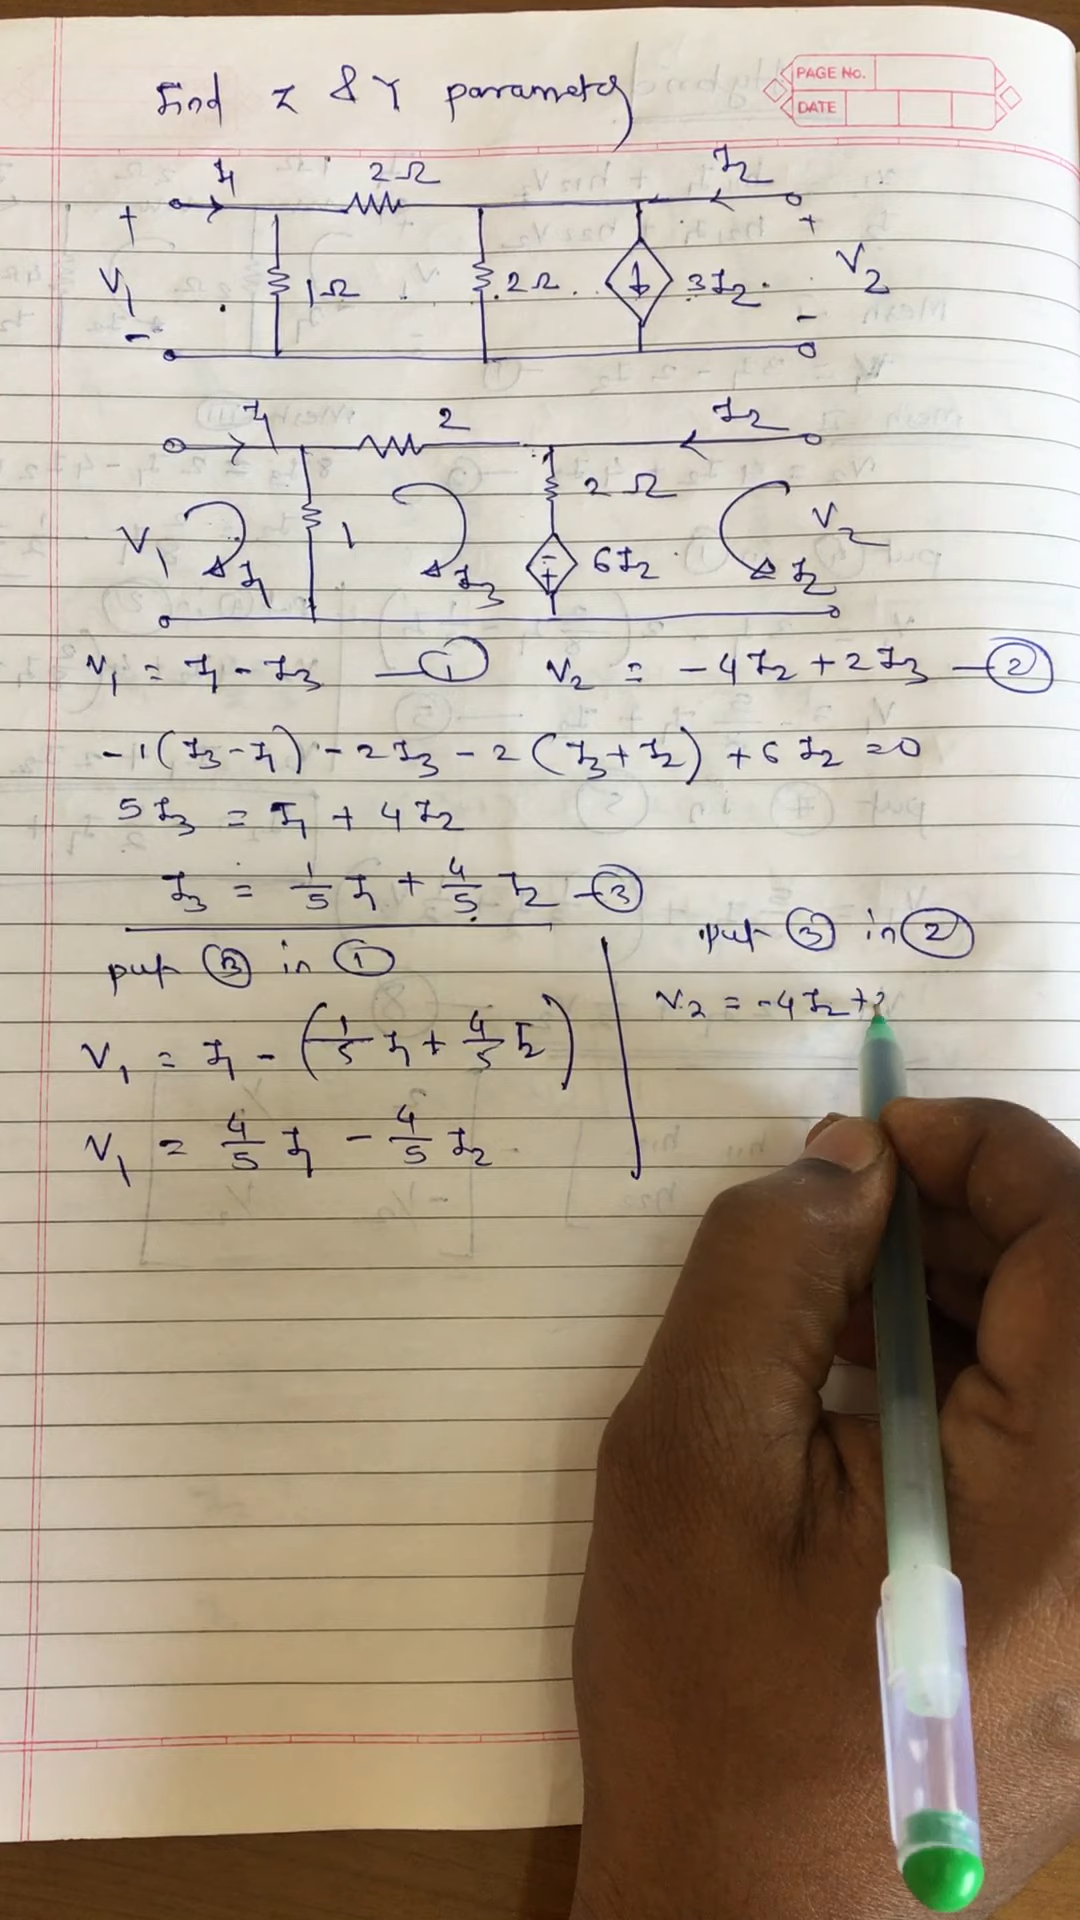 Find Z & Y parameter
PAGE No.
DATE
I1 2Ω I2
+ +
V1 1Ω 2Ω 3I2 V2
- -
I1 2 I2
2Ω
V1 I1 1 I3 - + 6I2 I2 V2
V1 = I1 - I3 —① V2 = -4I2 + 2I3 —②
-1(I3 - I1) - 2I3 - 2(I3 + I2) + 6I2 = 0
5I3 = I1 + 4I2
I3 = 1/5 I1 + 4/5 I2 —③
put ③ in ①
V1 = I1 - (1/5 I1 + 4/5 I2)
V1 = 4/5 I1 - 4/5 I2
put ③ in ②
V2 = -4I2 +